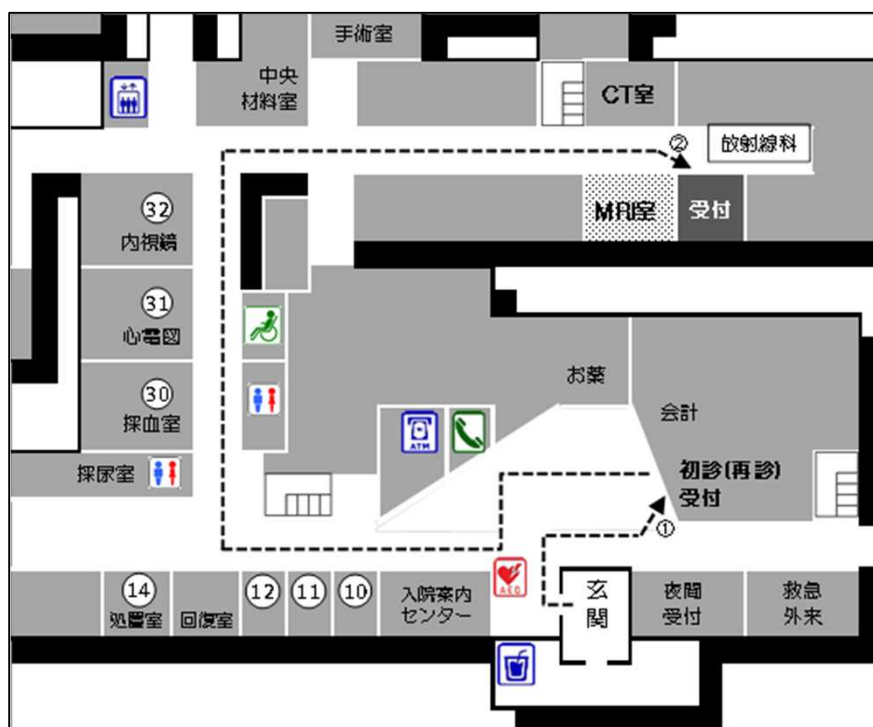 手術室
中央
材料室
CT室
②
放射線科
MRI室
受付
32
内視鏡
31
心電図
30
採血室
採尿室
お薬
会計
ATM
初診(再診)
受付
①
14
処置室
回復室
12
11
10
入院案内
センター
AED
玄
関
夜間
受付
救急
外来